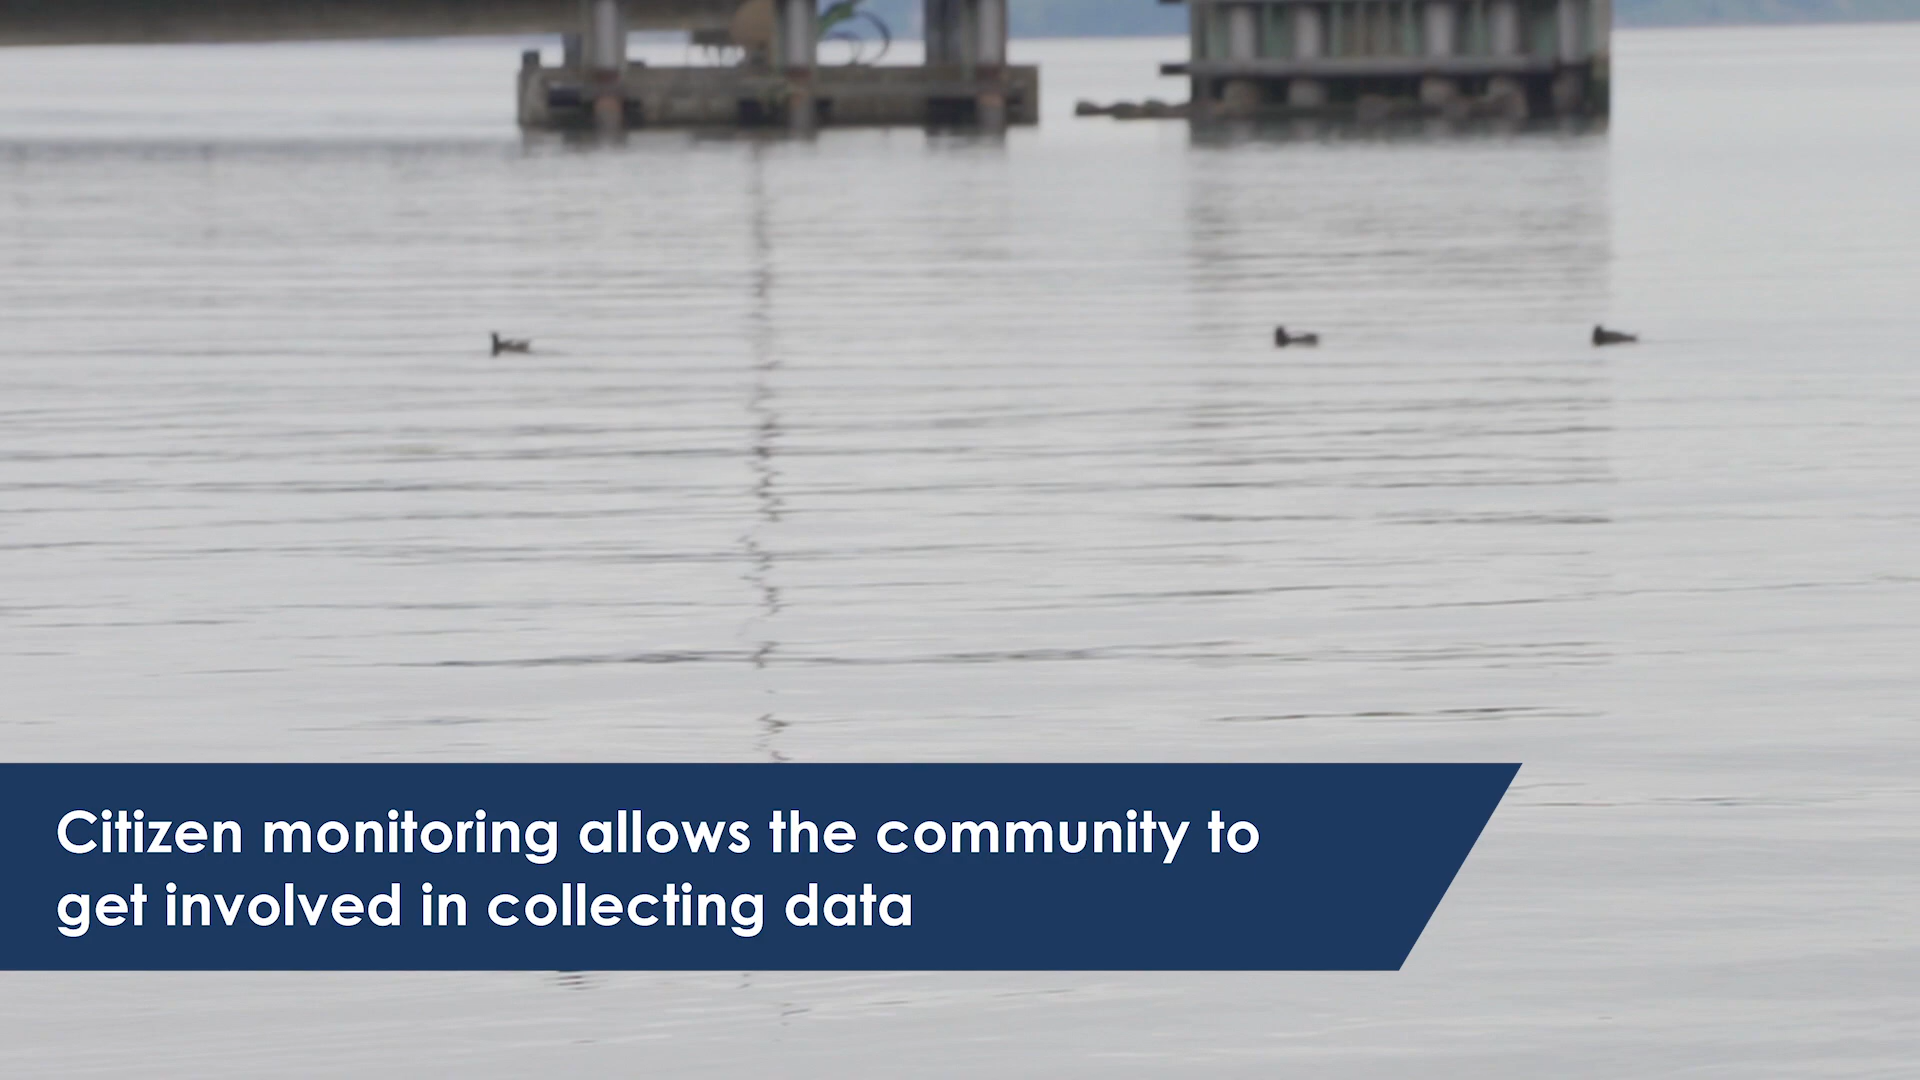 Citizen monitoring allows the community to
get involved in collecting data